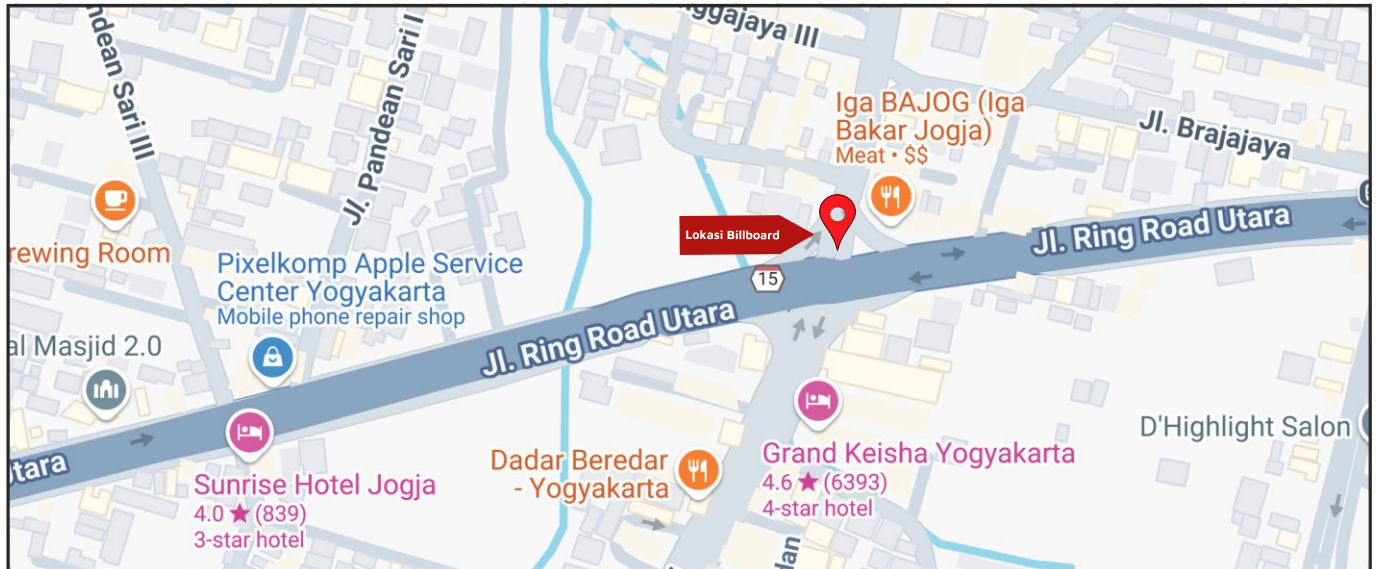 ndean Sari III
Jl. Pandean Sari I
ggajaya III
Iga BAJOG (Iga
Bakar Jogja)
Meat • $$
Jl. Brajajaya
rewing Room
Pixelkomp Apple Service
Center Yogyakarta
Mobile phone repair shop
Lokasi Billboard
15
Jl. Ring Road Utara
Jl. Ring Road Utara
al Masjid 2.0
tara
Sunrise Hotel Jogja
4.0 ★ (839)
3-star hotel
Dadar Beredar
- Yogyakarta
Grand Keisha Yogyakarta
4.6 ★ (6393)
4-star hotel
D'Highlight Salon
dan